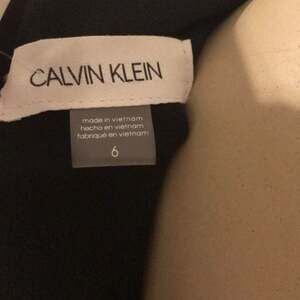 CALVIN KLEIN
made in vietnam
hecho en vietnam
fabriqué en vietnam
6